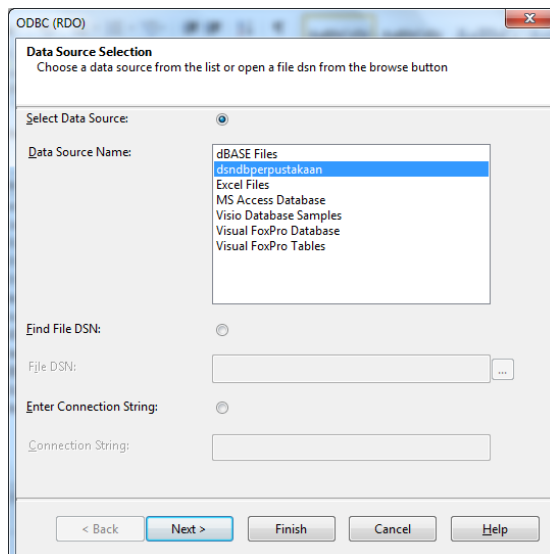 ODBC (RDO)
Data Source Selection
Choose a data source from the list or open a file dsn from the browse button
Select Data Source:
Data Source Name:
dBASE Files
dsndbperpustakaan
Excel Files
MS Access Database
Visio Database Samples
Visual FoxPro Database
Visual FoxPro Tables
Find File DSN:
File DSN:
...
Enter Connection String:
Connection String:
< Back
Next >
Finish
Cancel
Help